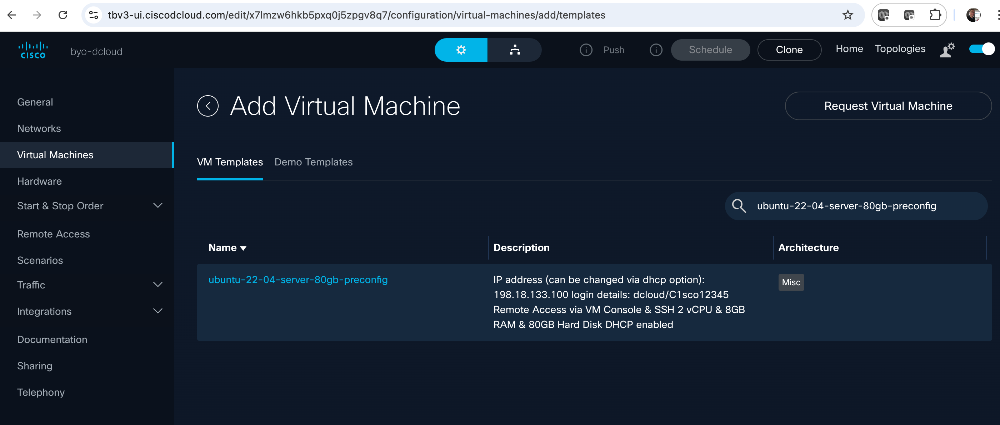 tbv3-ui.ciscodcloud.com/edit/x7lmzw6hkb5pxq0j5zpgv8q7/configuration/virtual-machines/add/templates
CISCO
byo-dcloud
Push
Schedule
Clone
Home
Topologies
General
Networks
Virtual Machines
Hardware
Start & Stop Order
Remote Access
Scenarios
Traffic
Integrations
Documentation
Sharing
Telephony
Add Virtual Machine
Request Virtual Machine
VM Templates
Demo Templates
ubuntu-22-04-server-80gb-preconfig
Name
Description
Architecture
ubuntu-22-04-server-80gb-preconfig
IP address (can be changed via dhcp option):
198.18.133.100 login details: dcloud/C1sco12345
Remote Access via VM Console & SSH 2 vCPU & 8GB
RAM & 80GB Hard Disk DHCP enabled
Misc